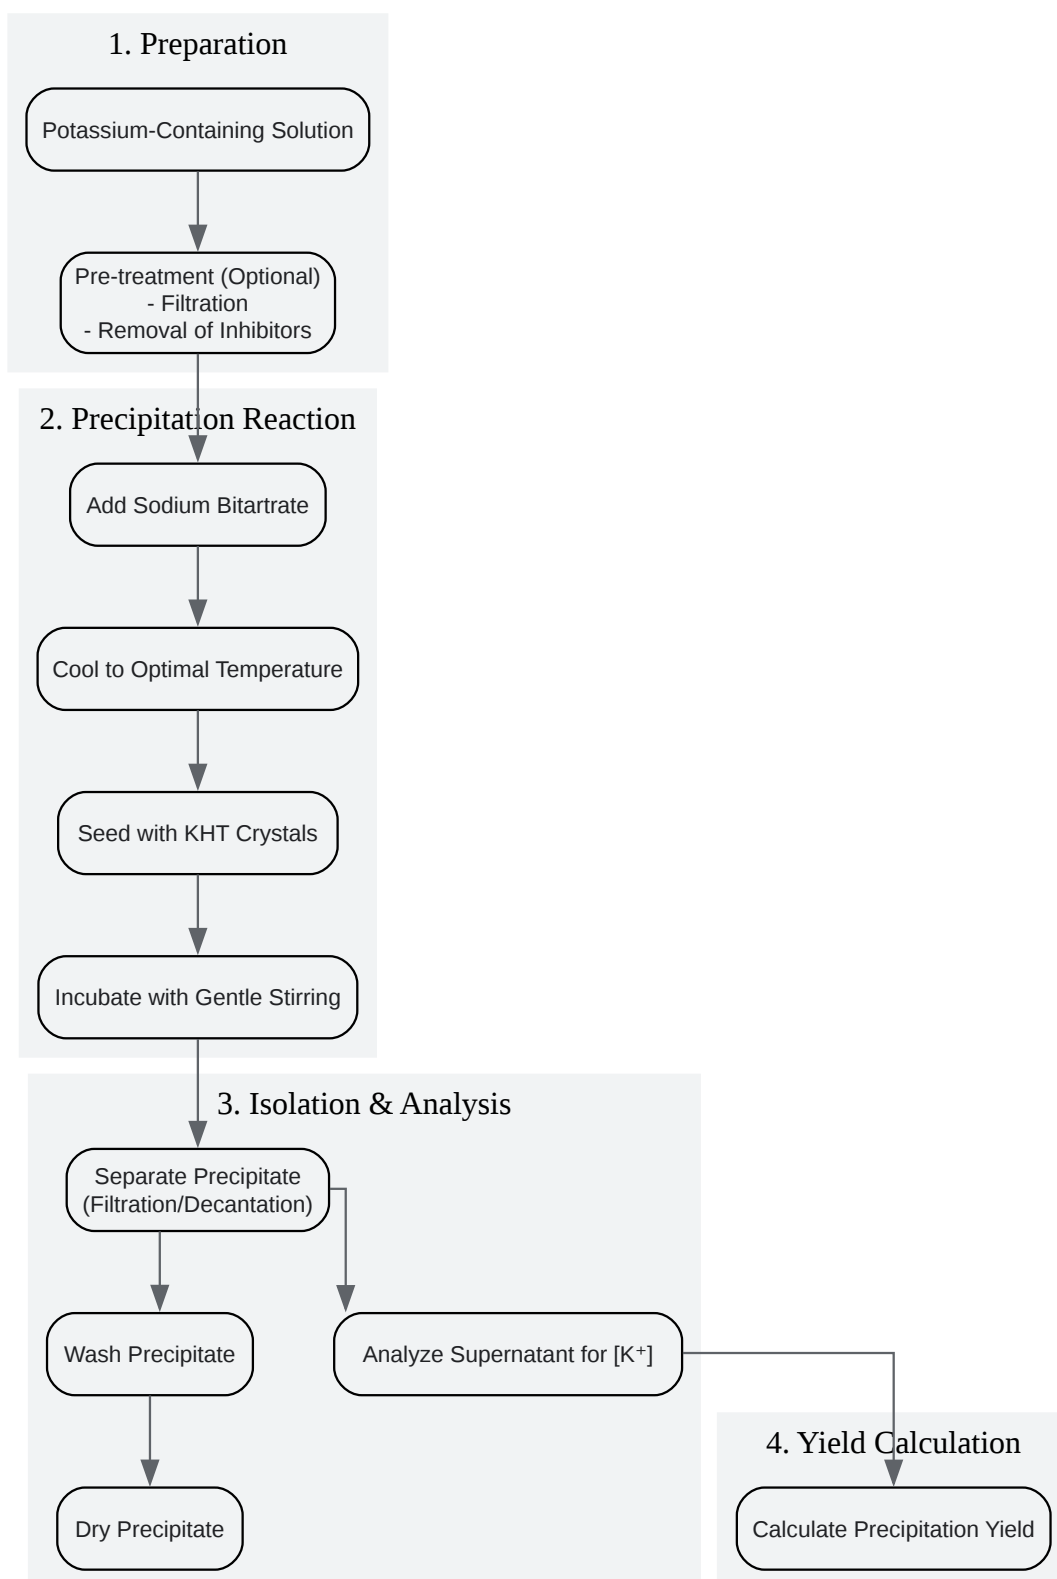 1. Preparation
Potassium-Containing Solution
Pre-treatment (Optional)
- Filtration
- Removal of Inhibitors
2. Precipitation Reaction
Add Sodium Bitartrate
Cool to Optimal Temperature
Seed with KHT Crystals
Incubate with Gentle Stirring
3. Isolation & Analysis
Separate Precipitate
(Filtration/Decantation)
Wash Precipitate
Analyze Supernatant for [K⁺]
Dry Precipitate
4. Yield Calculation
Calculate Precipitation Yield